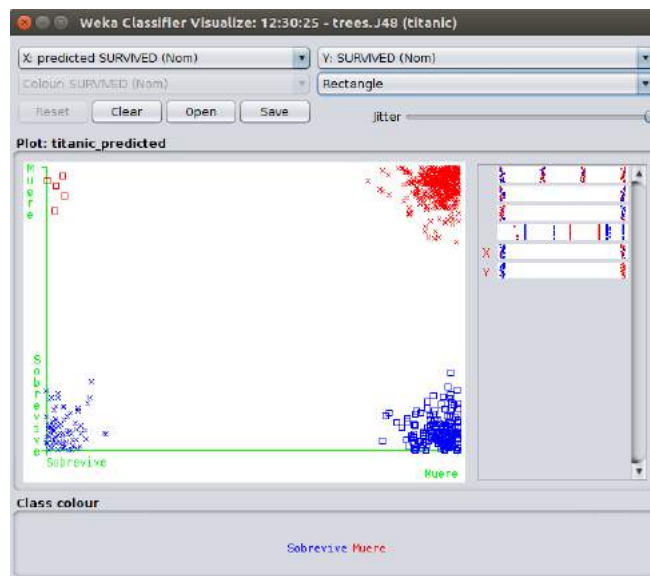 Weka Classifier Visualize: 12:30:25 - trees.J48 (titanic)
X: predicted SURVIVED (Nom) Y: SURVIVED (Nom)
Colour: SURVIVED (Nom) Rectangle
Reset Clear Open Save Jitter
Plot: titanic_predicted
Muere
Sobrevive
Sobrevive
Muere
X
Y
Class colour
Sobrevive Muere